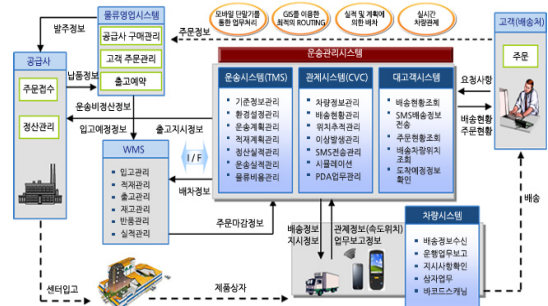 물류영업시스템
공급사 구매관리
고객 주문관리
출고예약
모바일 단말기를
통한 업무처리
GIS를 이용한
최적의 ROUTING
실적 및 계획에
의한 배차
실시간
차량관제
고객(배송처)
주문
발주정보
주문정보
공급사
주문접수
정산관리
납품정보
운송비정산정보
입고예정정보
출고지시정보
운송관리시스템
운송시스템(TMS)
기준정보관리
환경설정관리
운송계획관리
적재계획관리
정산실적관리
운송실적관리
물류비용관리
관제시스템(CVC)
차량정보관리
배송현황관리
위치추적관리
이상발생관리
SMS전송관리
시뮬레이션
PDA업무관리
대고객시스템
배송현황조회
SMS배송정보
전송
주문현황조회
배송차량위치
조회
도착예정정보
확인
요청사항
배송현황
주문현황
WMS
입고관리
적재관리
출고관리
재고관리
반품관리
실적관리
I / F
배차정보
주문마감정보
배송정보
지시정보
관제정보(속도위치)
업무보고정보
차량시스템
배송정보수신
운행업무보고
지시사항확인
상차업무
바코드스캐닝
배송
센터입고
제품상차